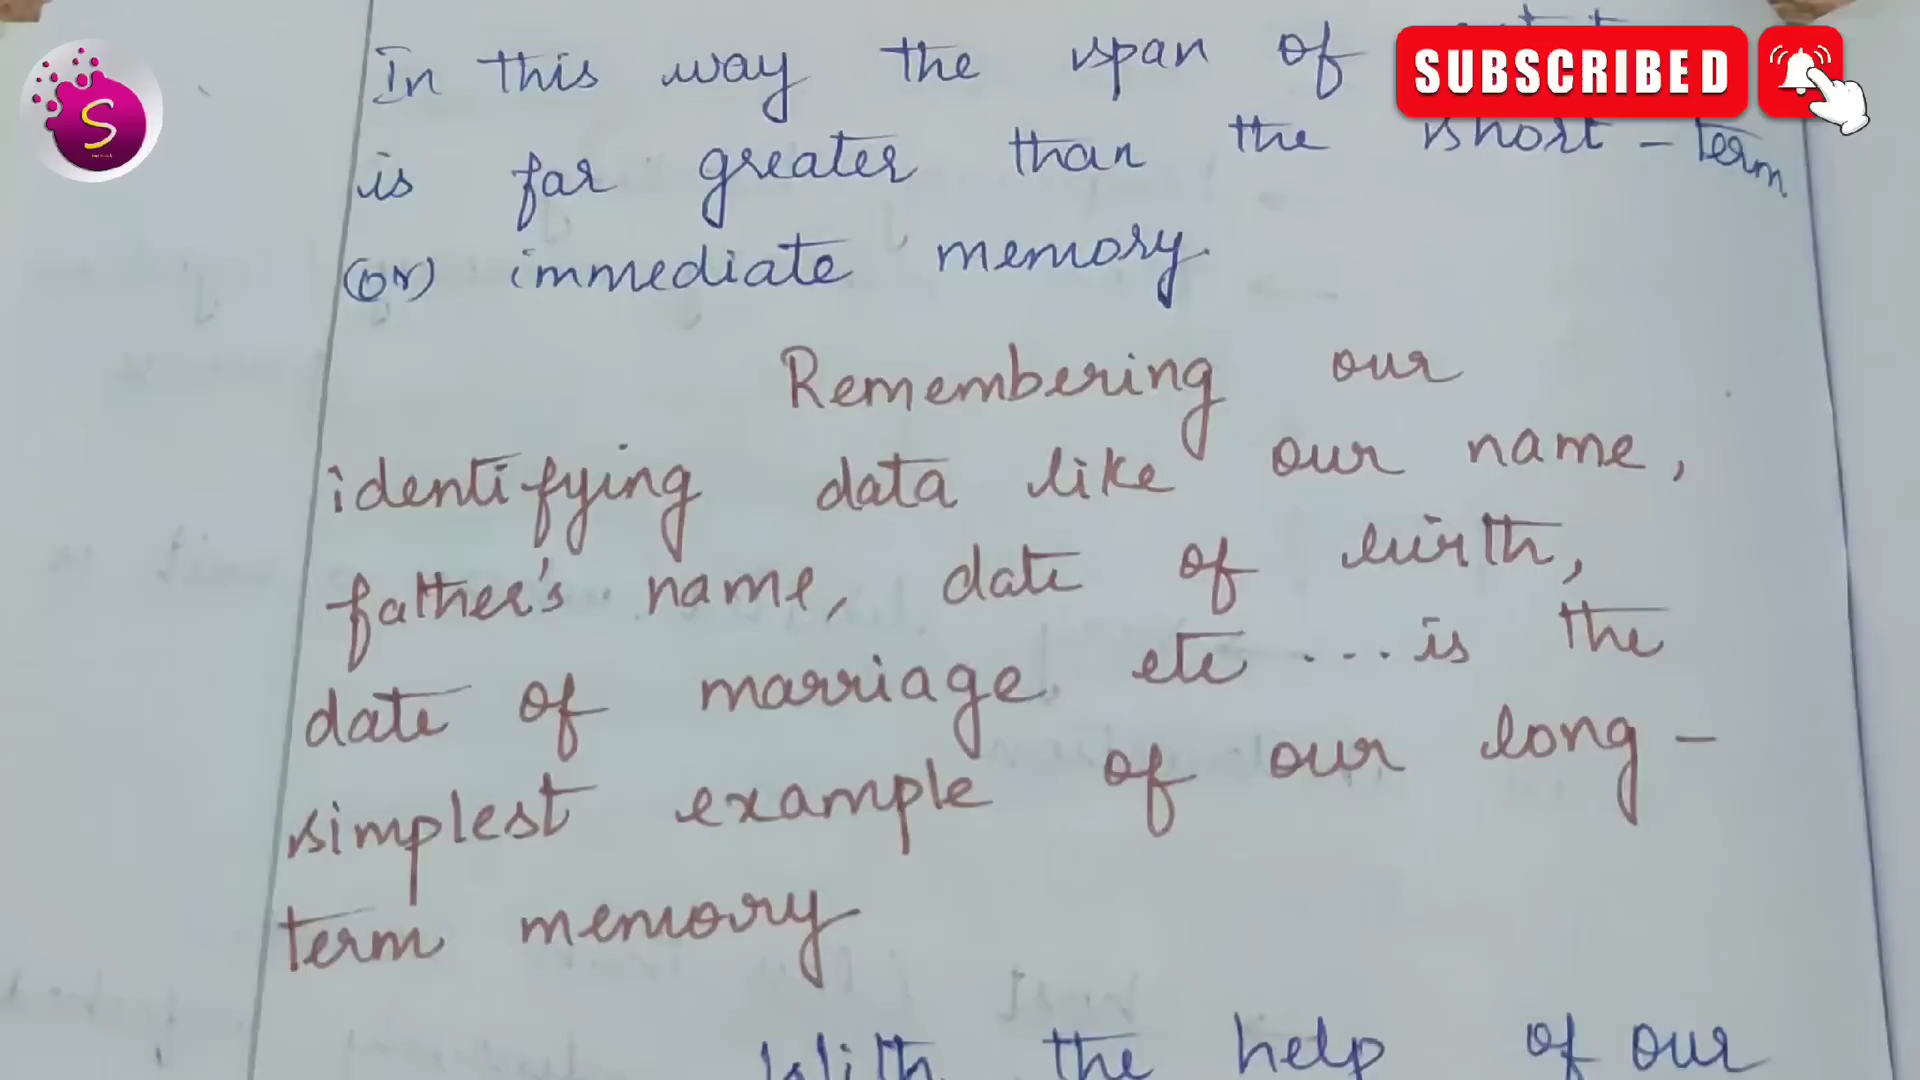 In this way the span of
SUBSCRIBED
S
is far greater than the short-term
(or) immediate memory.
Remembering our
identifying data like our name,
father's name, date of birth,
date of marriage, etc ... is the
simplest example of our long-
term memory
With the help of our